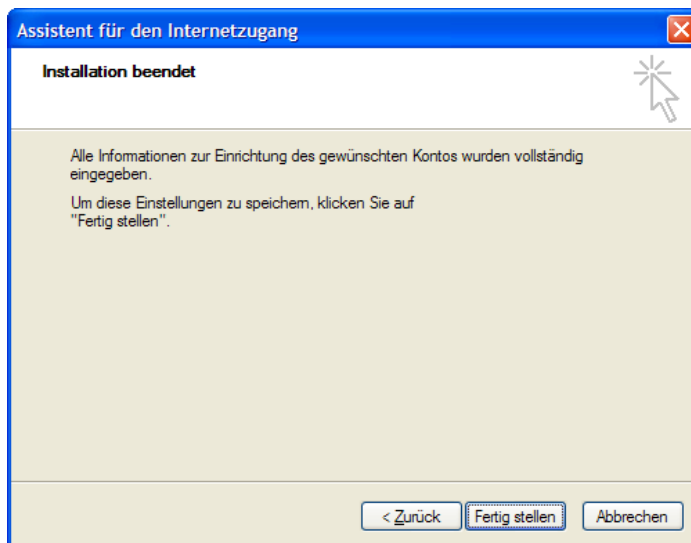 Assistent für den Internetzugang
Installation beendet
Alle Informationen zur Einrichtung des gewünschten Kontos wurden vollständig
eingegeben.
Um diese Einstellungen zu speichern, klicken Sie auf
"Fertig stellen".
< Zurück Fertig stellen Abbrechen